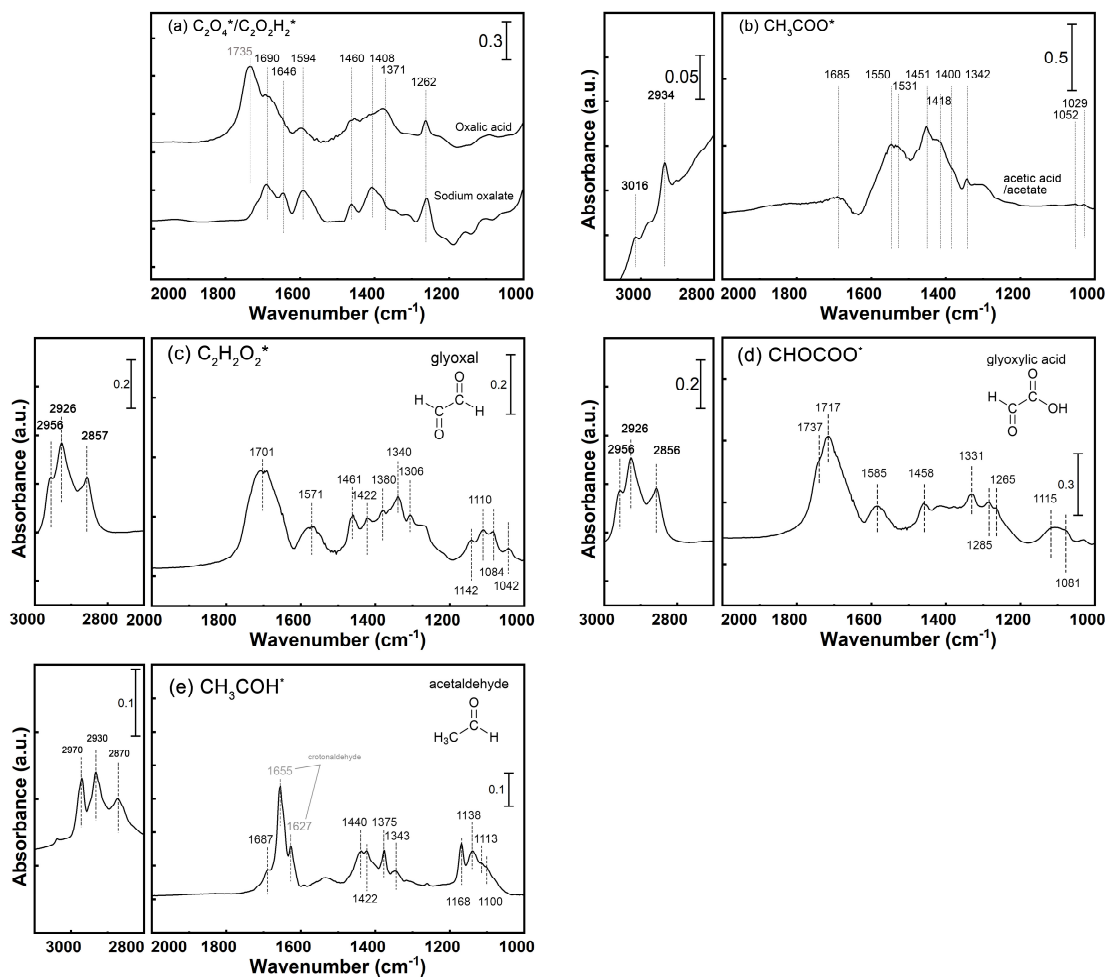 (a) C₂O₄*/C₂O₂H₂*
0.3
1735
1690
1646
1594
1460
1408
1371
1262
Oxalic acid
Sodium oxalate
2000 1800 1600 1400 1200 1000
Wavenumber (cm⁻¹)
Absorbance (a.u.)
0.05
2934
3016
3000 2800
(b) CH₃COO*
0.5
1685
1550
1531
1451
1418
1400
1342
1029
1052
acetic acid
/acetate
2000 1800 1600 1400 1200 1000
Wavenumber (cm⁻¹)
Absorbance (a.u.)
0.2
2956
2926
2857
3000 2800 2
(c) C₂H₂O₂*
glyoxal
O
H
H
O
0.2
1701
1571
1461
1422
1380
1340
1306
1142
1110
1084
1042
2000 1800 1600 1400 1200 1000
Wavenumber (cm⁻¹)
Absorbance (a.u.)
0.2
2956
2926
2856
3000 2800
(d) CHOCOO*
glyoxylic acid
O
H
OH
O
0.3
1737
1717
1585
1458
1331
1285
1265
1115
1081
2000 1800 1600 1400 1200 1000
Wavenumber (cm⁻¹)
Absorbance (a.u.)
0.1
2970
2930
2870
3000 2800
(e) CH₃COH*
acetaldehyde
O
H₃C
H
0.1
crotonaldehyde
1687
1655
1627
1440
1422
1375
1343
1168
1138
1113
1100
2000 1800 1600 1400 1200 1000
Wavenumber (cm⁻¹)